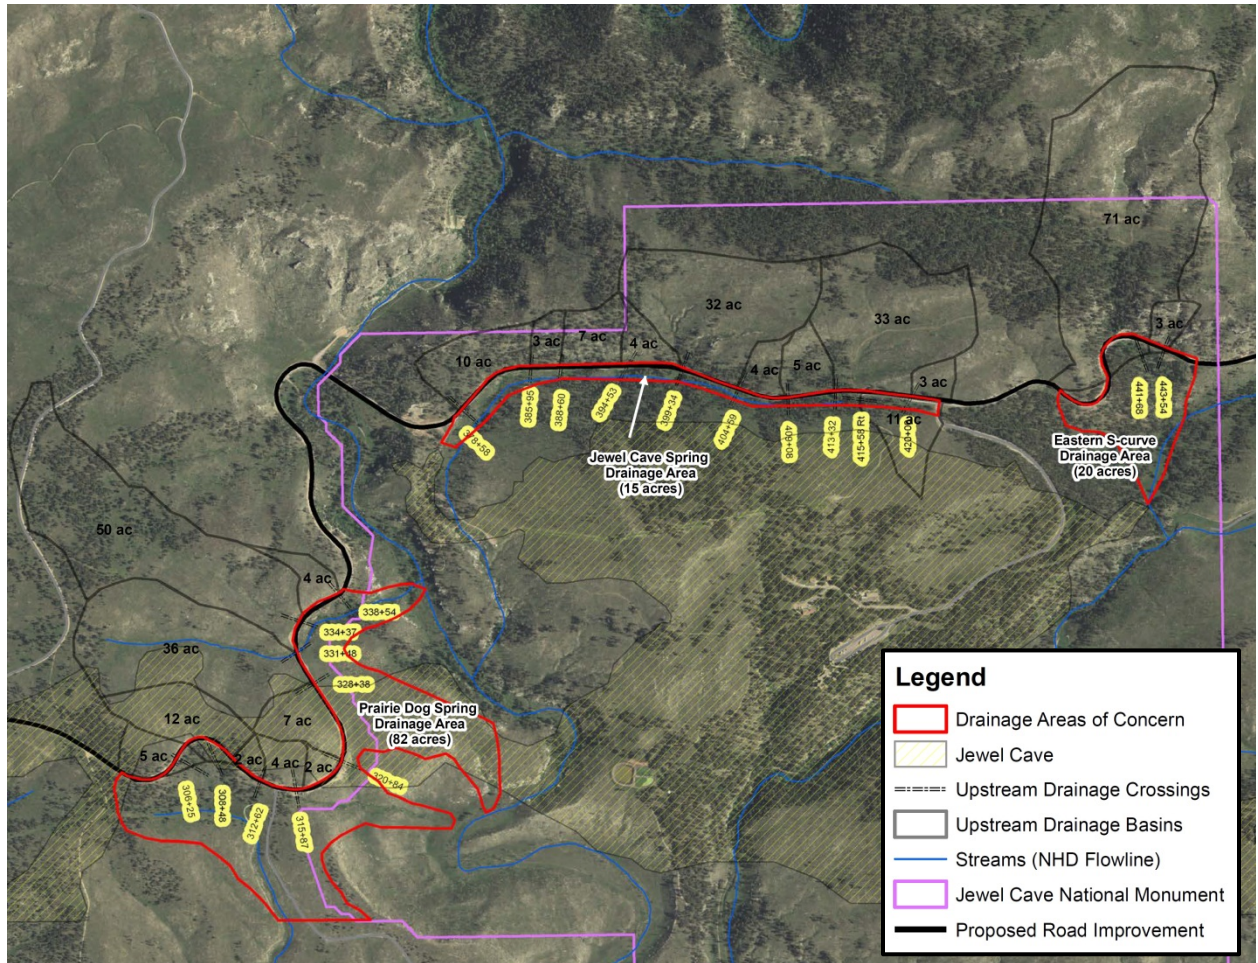 71 ac
32 ac
33 ac
3 ac
3 ac
7 ac
4 ac
10 ac
4 ac
5 ac
3 ac
11 ac
378+58
385+95
388+60
394+53
399+34
404+69
409+08
413+32
415+58 Rt
441+68
443+54
Jewel Cave Spring
Drainage Area
(15 acres)
Eastern S-curve
Drainage Area
(20 acres)
50 ac
4 ac
338+54
334+37
331+48
36 ac
328+38
12 ac
7 ac
Prairie Dog Spring
Drainage Area
(82 acres)
5 ac
2 ac
4 ac
2 ac
320+84
306+25
308+48
312+62
315+87
Legend
Drainage Areas of Concern
Jewel Cave
Upstream Drainage Crossings
Upstream Drainage Basins
Streams (NHD Flowline)
Jewel Cave National Monument
Proposed Road Improvement